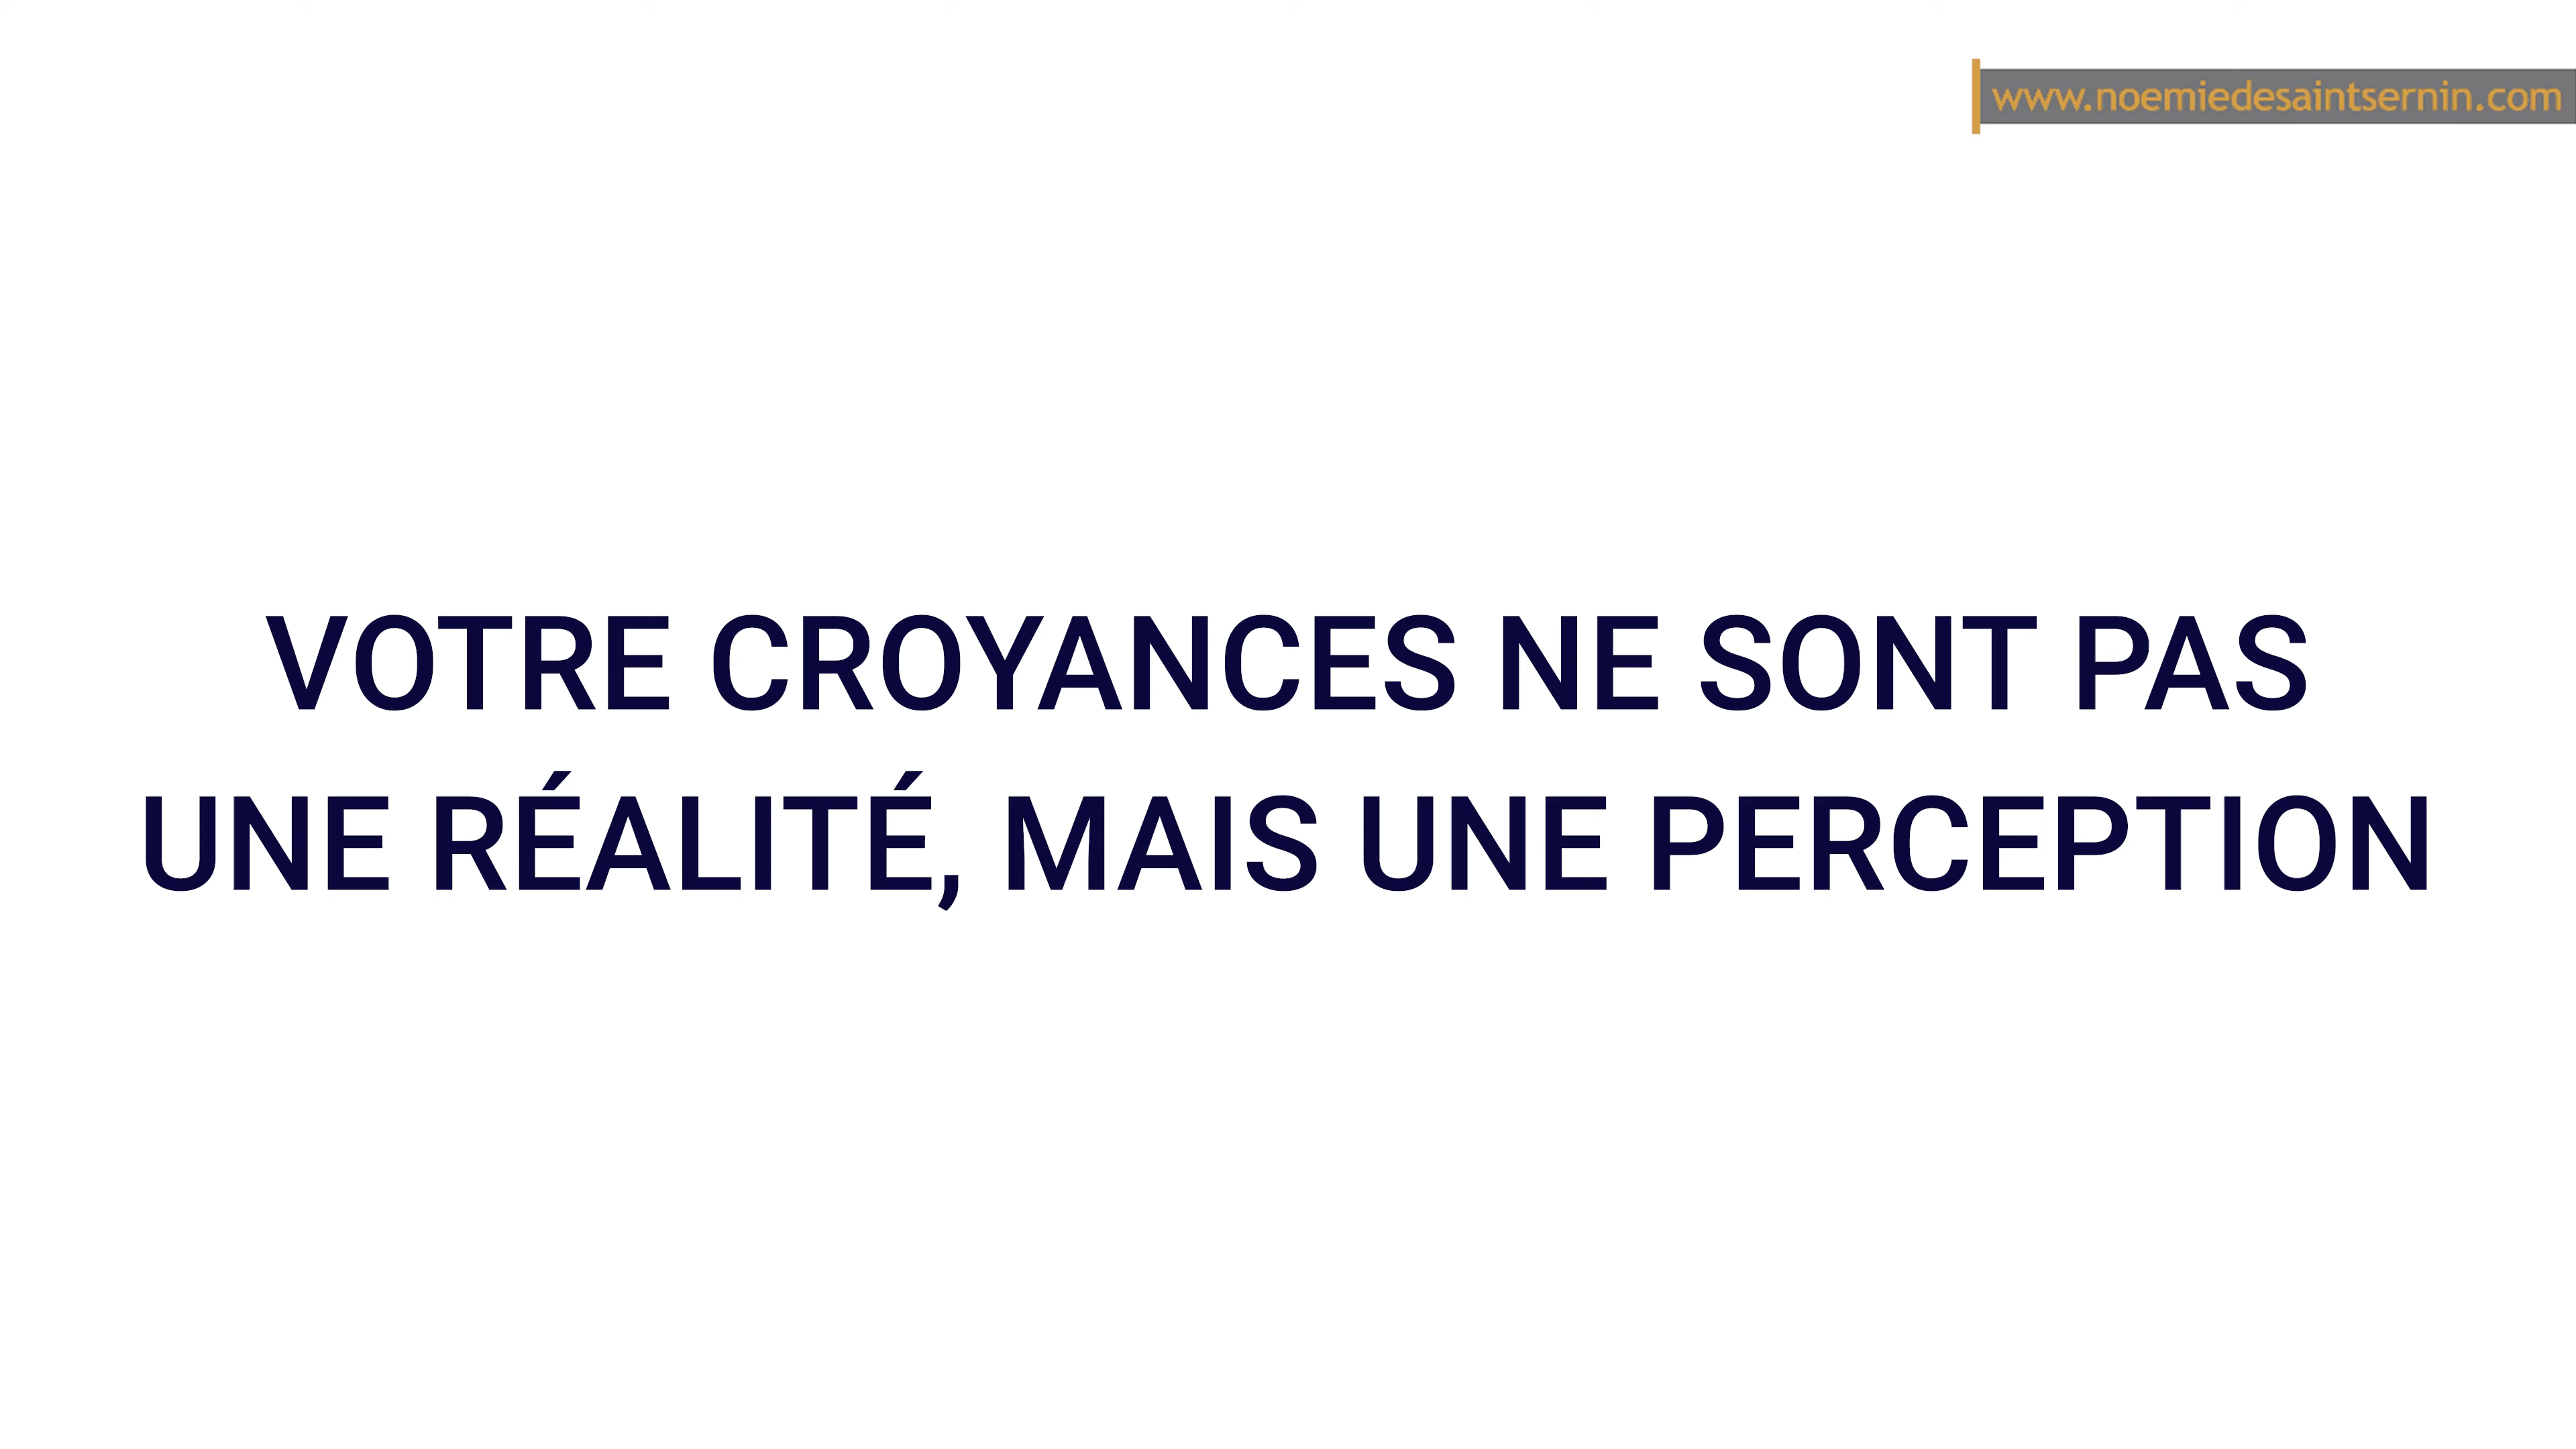 www.noemiedesaintsernin.com
VOTRE CROYANCES NE SONT PAS
UNE RÉALITÉ, MAIS UNE PERCEPTION